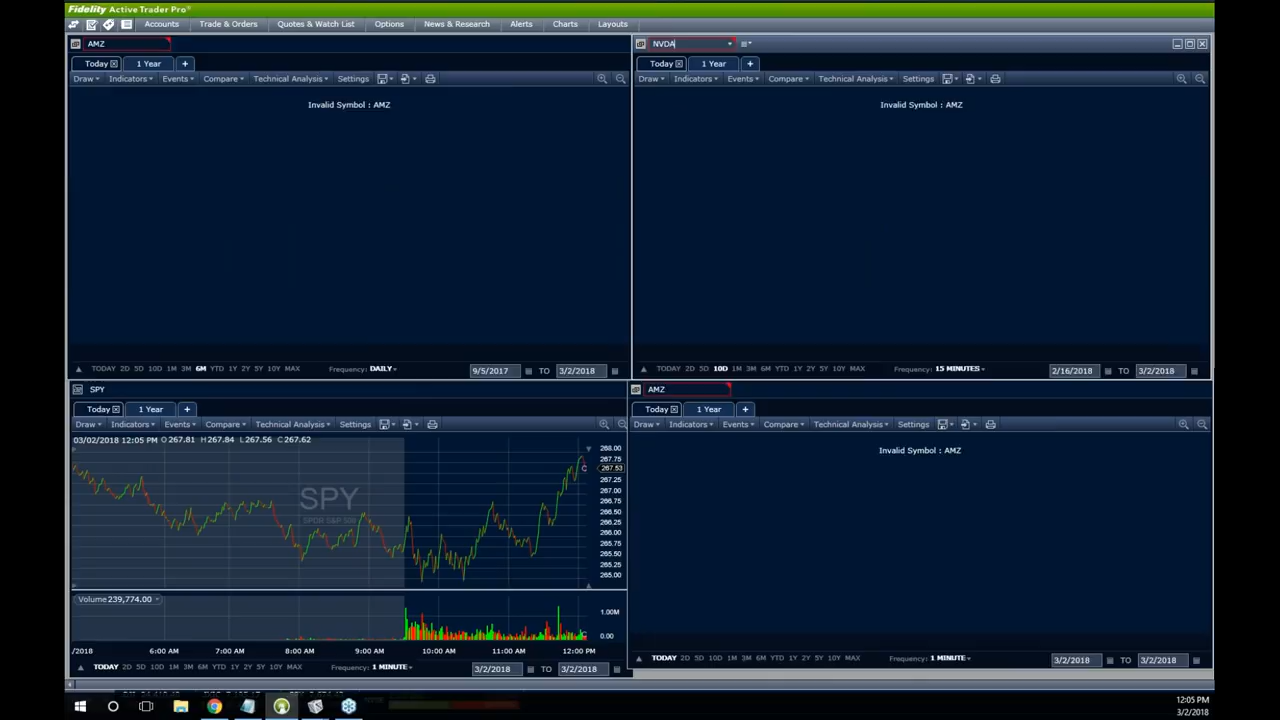 Fidelity Active Trader Pro®
Accounts Trade & Orders Quotes & Watch List Options News & Research Alerts Charts Layouts
AMZ
Today 1 Year +
Draw Indicators Events Compare Technical Analysis Settings
Invalid Symbol : AMZ
TODAY 2D 5D 10D 1M 3M 6M YTD 1Y 2Y 5Y 10Y MAX Frequency: DAILY 9/5/2017 TO 3/2/2018
NVDA
Today 1 Year +
Draw Indicators Events Compare Technical Analysis Settings
Invalid Symbol : AMZ
TODAY 2D 5D 10D 1M 3M 6M YTD 1Y 2Y 5Y 10Y MAX Frequency: 15 MINUTES 2/16/2018 TO 3/2/2018
SPY
Today 1 Year +
Draw Indicators Events Compare Technical Analysis Settings
03/02/2018 12:05 PM O 267.81 H 267.84 L 267.56 C 267.62
268.00
267.75
267.53
267.25
267.00
266.75
266.50
266.25
266.00
265.75
265.50
265.25
265.00
SPY
SPDR S&P 500
Volume 239,774.00
1.00M
0.00
/2018 6:00 AM 7:00 AM 8:00 AM 9:00 AM 10:00 AM 11:00 AM 12:00 PM
TODAY 2D 5D 10D 1M 3M 6M YTD 1Y 2Y 5Y 10Y MAX Frequency: 1 MINUTE 3/2/2018 TO 3/2/2018
AMZ
Today 1 Year +
Draw Indicators Events Compare Technical Analysis Settings
Invalid Symbol : AMZ
TODAY 2D 5D 10D 1M 3M 6M YTD 1Y 2Y 5Y 10Y MAX Frequency: 1 MINUTE 3/2/2018 TO 3/2/2018
12:05 PM
3/2/2018